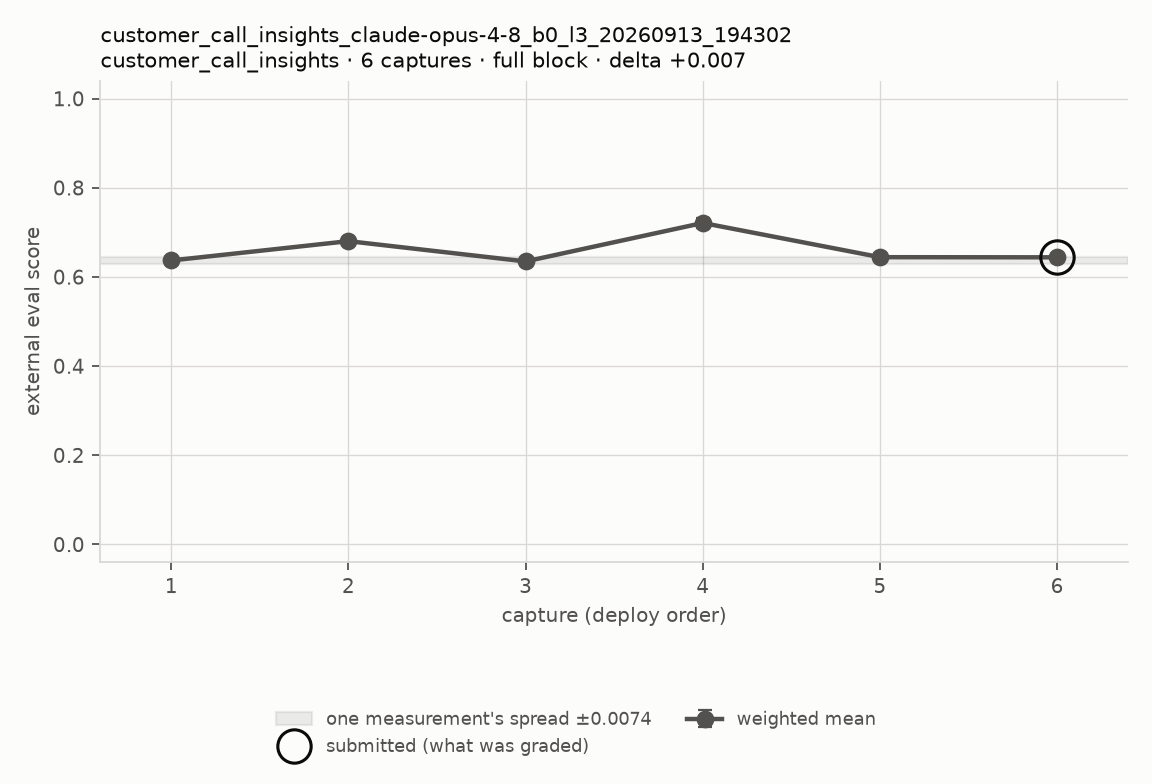 customer_call_insights_claude-opus-4-8_b0_l3_20260913_194302
customer_call_insights · 6 captures · full block · delta +0.007
external eval score
1.0
0.8
0.6
0.4
0.2
0.0
1 2 3 4 5 6
capture (deploy order)
one measurement's spread ±0.0074
weighted mean
submitted (what was graded)